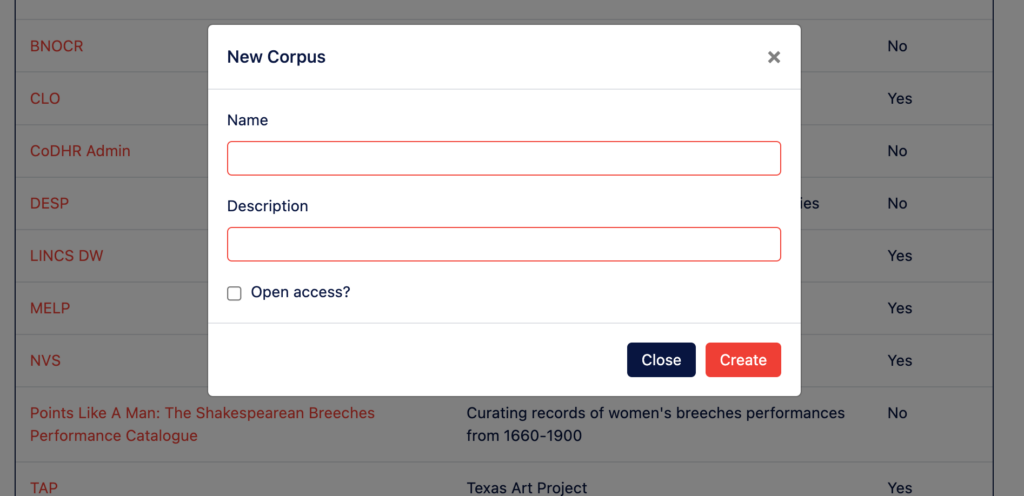 BNOCR No
New Corpus ×
CLO Yes
Name
CoDHR Admin No
Description
DESP ies No
LINCS DW Yes
Open access?
MELP Yes
NVS Yes
Close Create
Points Like A Man: The Shakespearean Breeches Curating records of women's breeches performances No
Performance Catalogue from 1660-1900
TAP Texas Art Project Yes